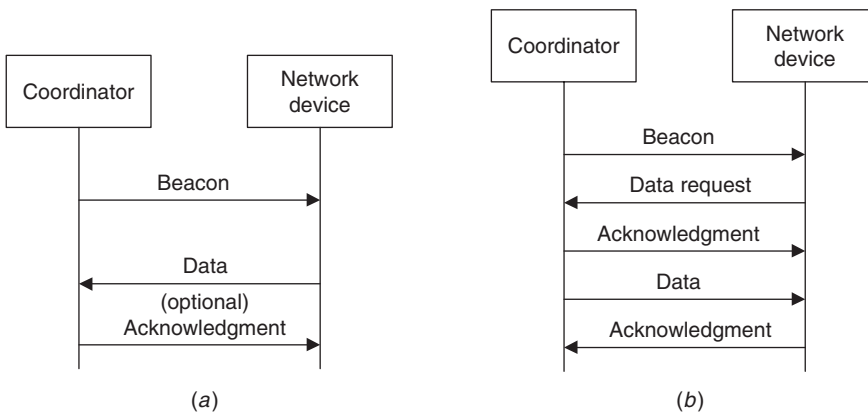 Coordinator
Network
device
Beacon
Data
(optional)
Acknowledgment
(a)
Coordinator
Network
device
Beacon
Data request
Acknowledgment
Data
Acknowledgment
(b)